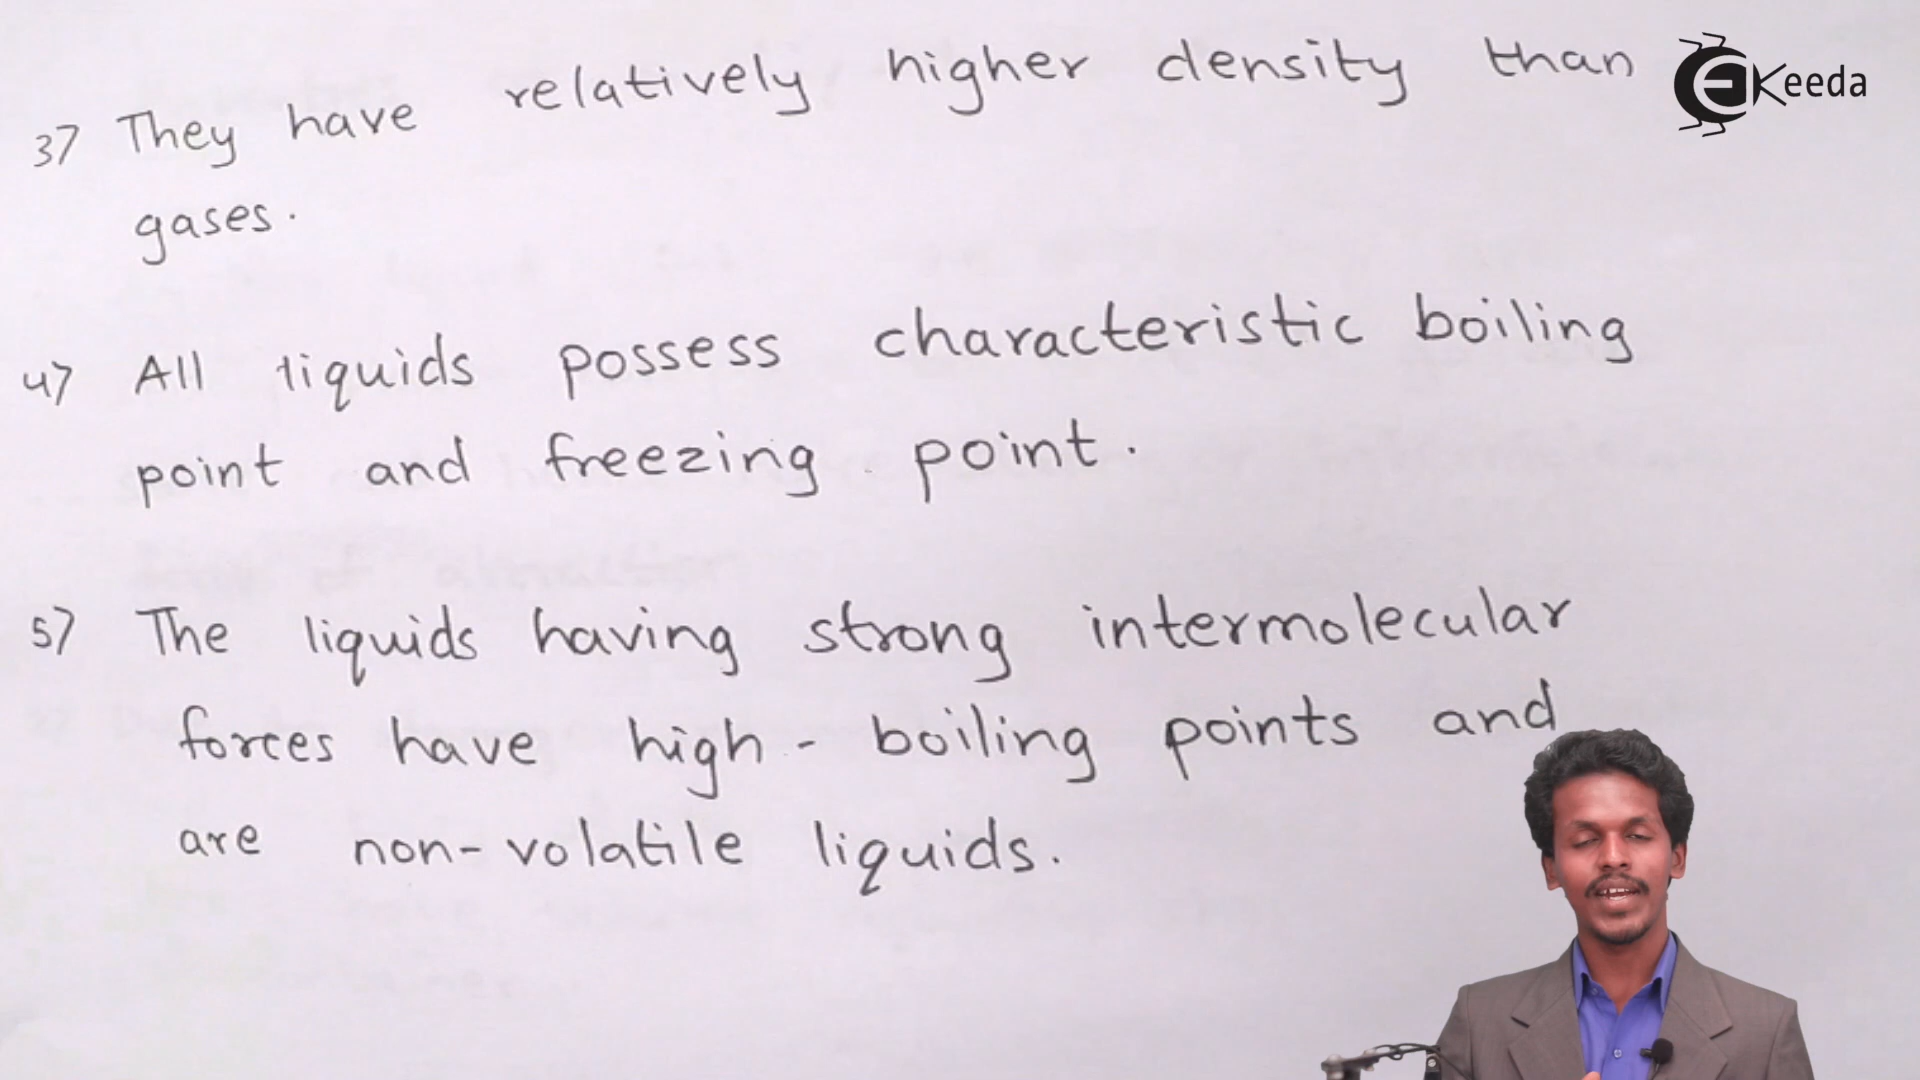 3) They have relatively higher density than
gases.
4) All liquids possess characteristic boiling
point and freezing point.
5) The liquids having strong intermolecular
forces have high - boiling points and
are non-volatile liquids.
EKeeda